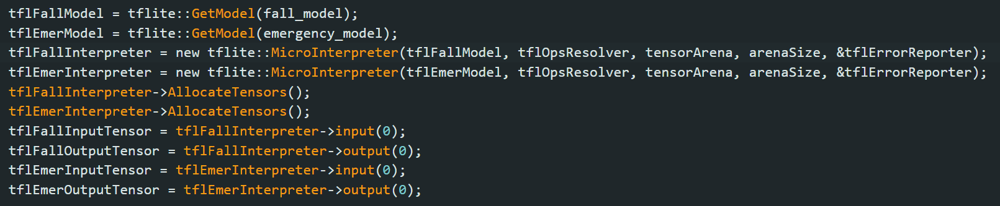 tflFallModel = tflite::GetModel(fall_model);
tflEmerModel = tflite::GetModel(emergency_model);
tflFallInterpreter = new tflite::MicroInterpreter(tflFallModel, tflOpsResolver, tensorArena, arenaSize, &tflErrorReporter);
tflEmerInterpreter = new tflite::MicroInterpreter(tflEmerModel, tflOpsResolver, tensorArena, arenaSize, &tflErrorReporter);
tflFallInterpreter->AllocateTensors();
tflEmerInterpreter->AllocateTensors();
tflFallInputTensor = tflFallInterpreter->input(0);
tflFallOutputTensor = tflFallInterpreter->output(0);
tflEmerInputTensor = tflEmerInterpreter->input(0);
tflEmerOutputTensor = tflEmerInterpreter->output(0);